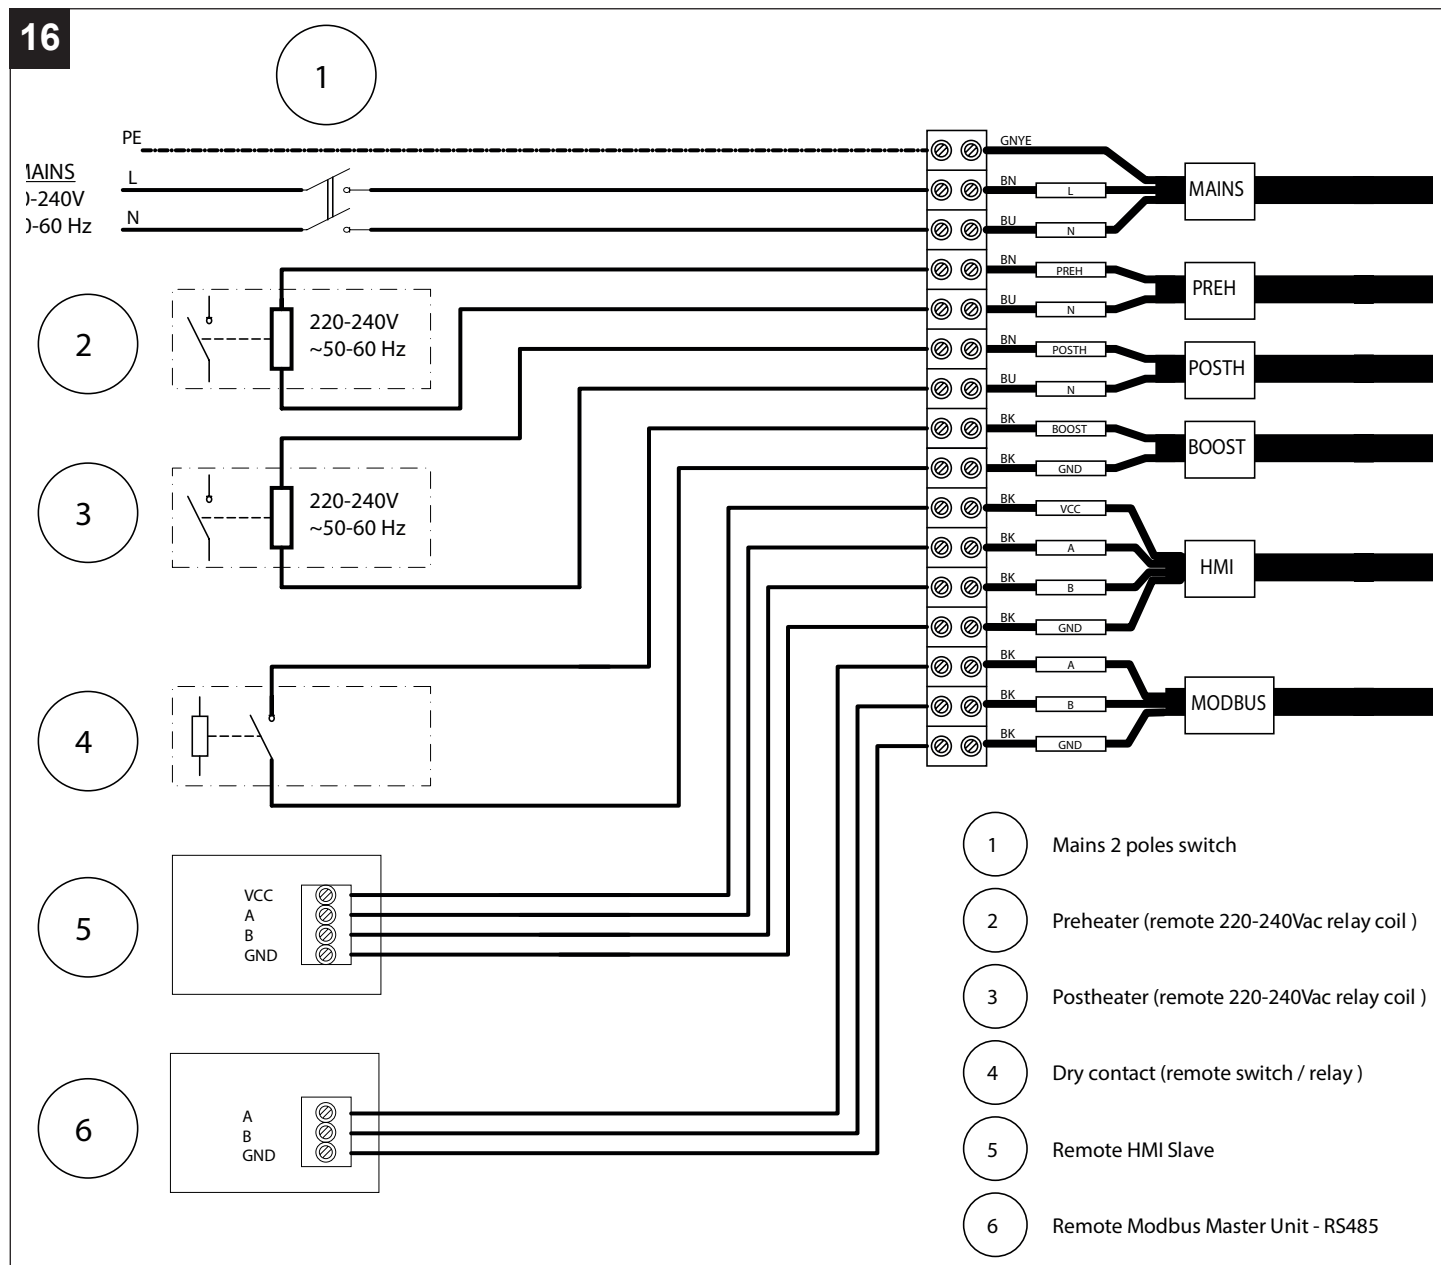 16
1
PE
MAINS
L
0-240V
N
0-60 Hz
GNYE
BN
L
BU
N
MAINS
BN
PREH
BU
N
PREH
BN
POSTH
BU
N
POSTH
BK
BOOST
BK
GND
BOOST
BK
VCC
BK
A
BK
B
BK
GND
HMI
BK
A
BK
B
BK
GND
MODBUS
2
220-240V
~50-60 Hz
3
220-240V
~50-60 Hz
4
5
VCC
A
B
GND
6
A
B
GND
1 Mains 2 poles switch
2 Preheater (remote 220-240Vac relay coil )
3 Postheater (remote 220-240Vac relay coil )
4 Dry contact (remote switch / relay )
5 Remote HMI Slave
6 Remote Modbus Master Unit - RS485